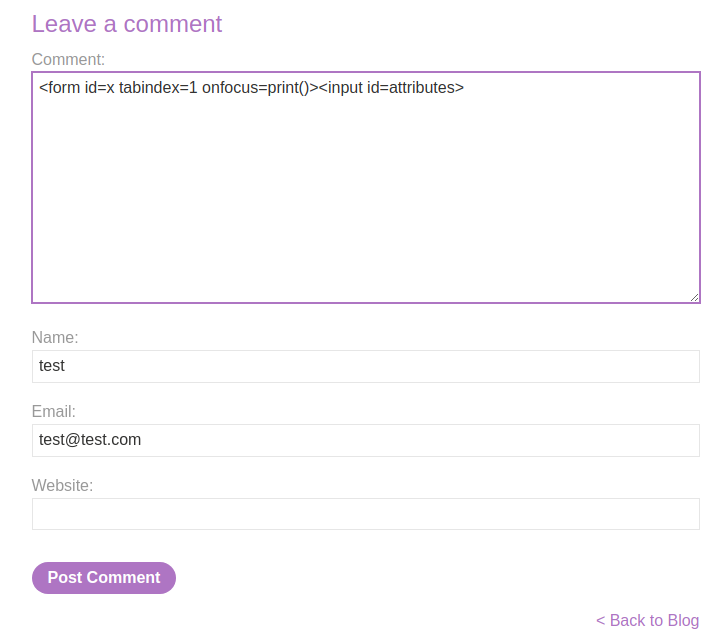 Leave a comment
Comment:
<form id=x tabindex=1 onfocus=print()><input id=attributes>
Name:
test
Email:
test@test.com
Website:
Post Comment
< Back to Blog